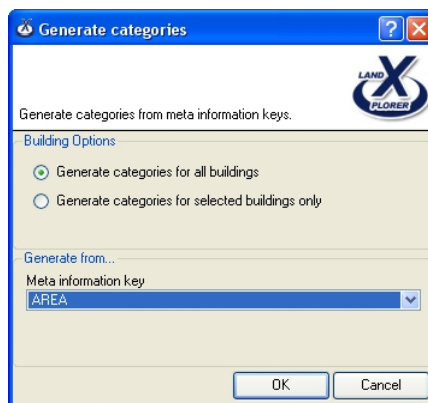 Generate categories
LAND X PLORER
Generate categories from meta information keys.
Building Options
Generate categories for all buildings
Generate categories for selected buildings only
Generate from...
Meta information key
AREA
OK Cancel